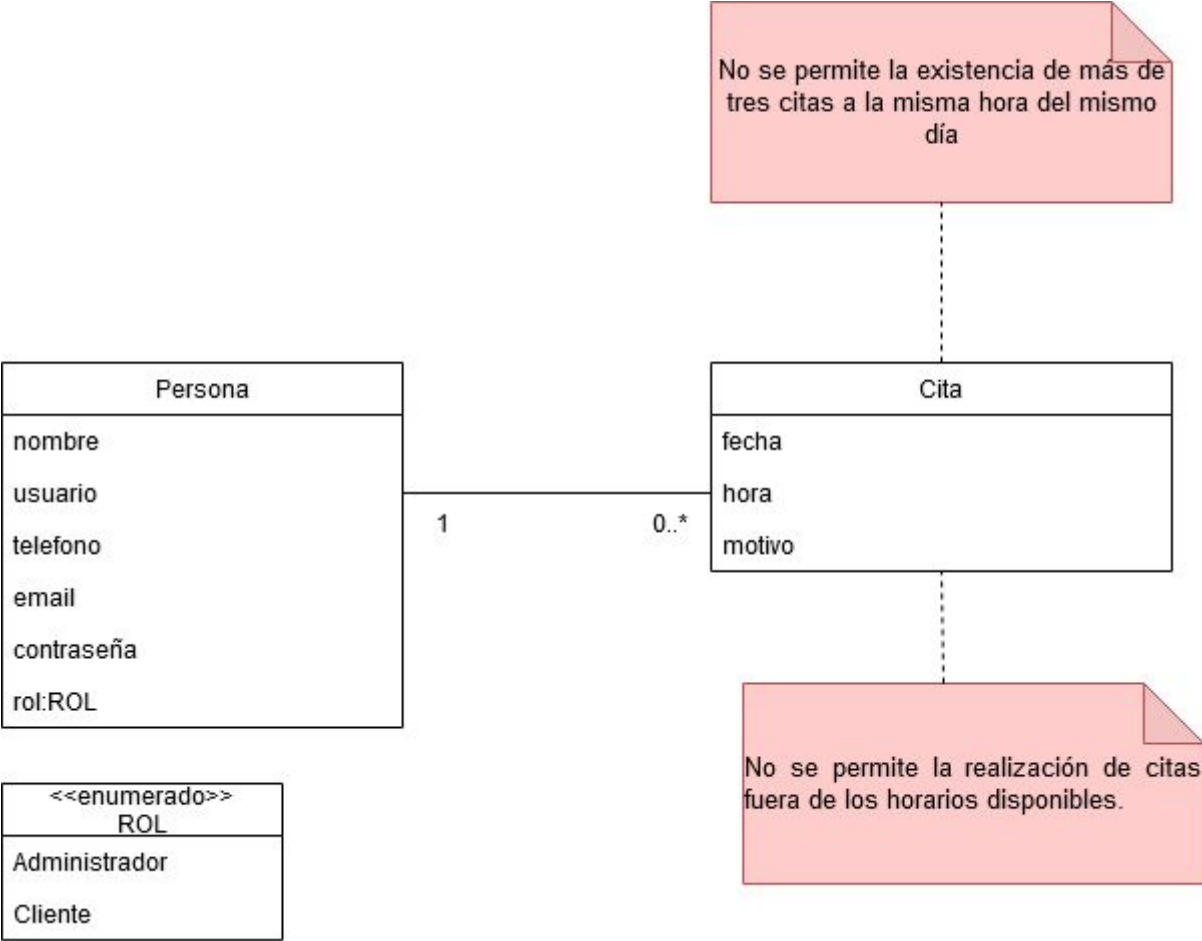 No se permite la existencia de más de
tres citas a la misma hora del mismo
día
Persona
nombre
usuario
telefono
email
contraseña
rol:ROL
1
0..*
Cita
fecha
hora
motivo
<<enumerado>>
ROL
Administrador
Cliente
No se permite la realización de citas
fuera de los horarios disponibles.